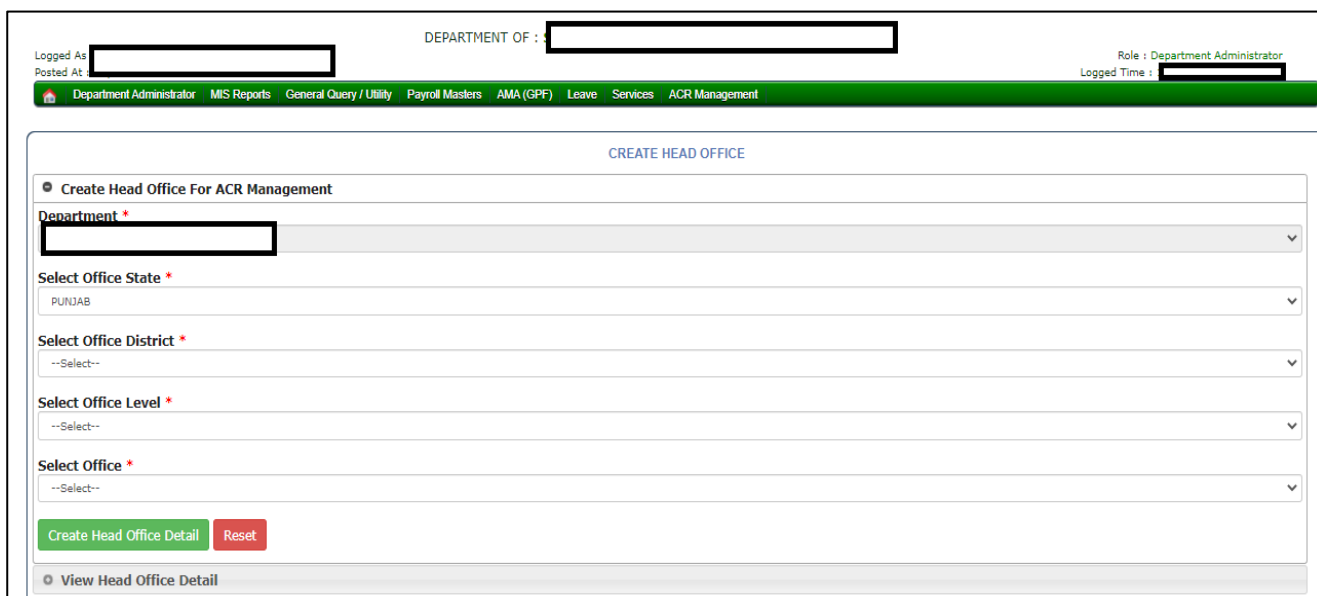 DEPARTMENT OF :
Logged As
Role : Department Administrator
Posted At :
Logged Time :
Department Administrator MIS Reports General Query / Utility Payroll Masters AMA (GPF) Leave Services ACR Management
CREATE HEAD OFFICE
Create Head Office For ACR Management
Department *
Select Office State *
PUNJAB
Select Office District *
--Select--
Select Office Level *
--Select--
Select Office *
--Select--
Create Head Office Detail Reset
View Head Office Detail